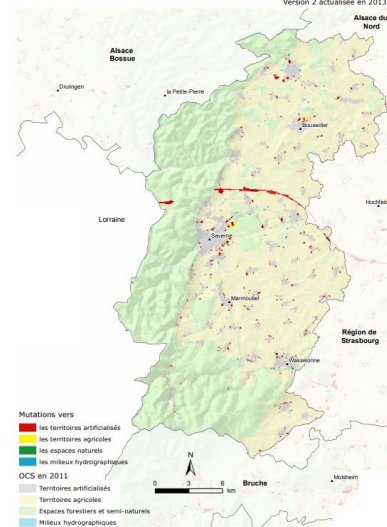 Version 2 actualisée en 2013
Alsace du
Nord
Alsace
Bossue
Drulingen
la Petite-Pierre
Bouxwiller
Hochfeld
Lorraine
Saverne
Marmoutier
Région de
Strasbourg
Wasselonne
Mutations vers
les territoires artificialisés
les territoires agricoles
les espaces naturels
les milieux hydrographiques
OCS en 2011
Territoires artificialisés
Territoires agricoles
Espaces forestiers et semi-naturels
Milieux hydrographiques
N
0 3 6
km
Bruche
Molsheim